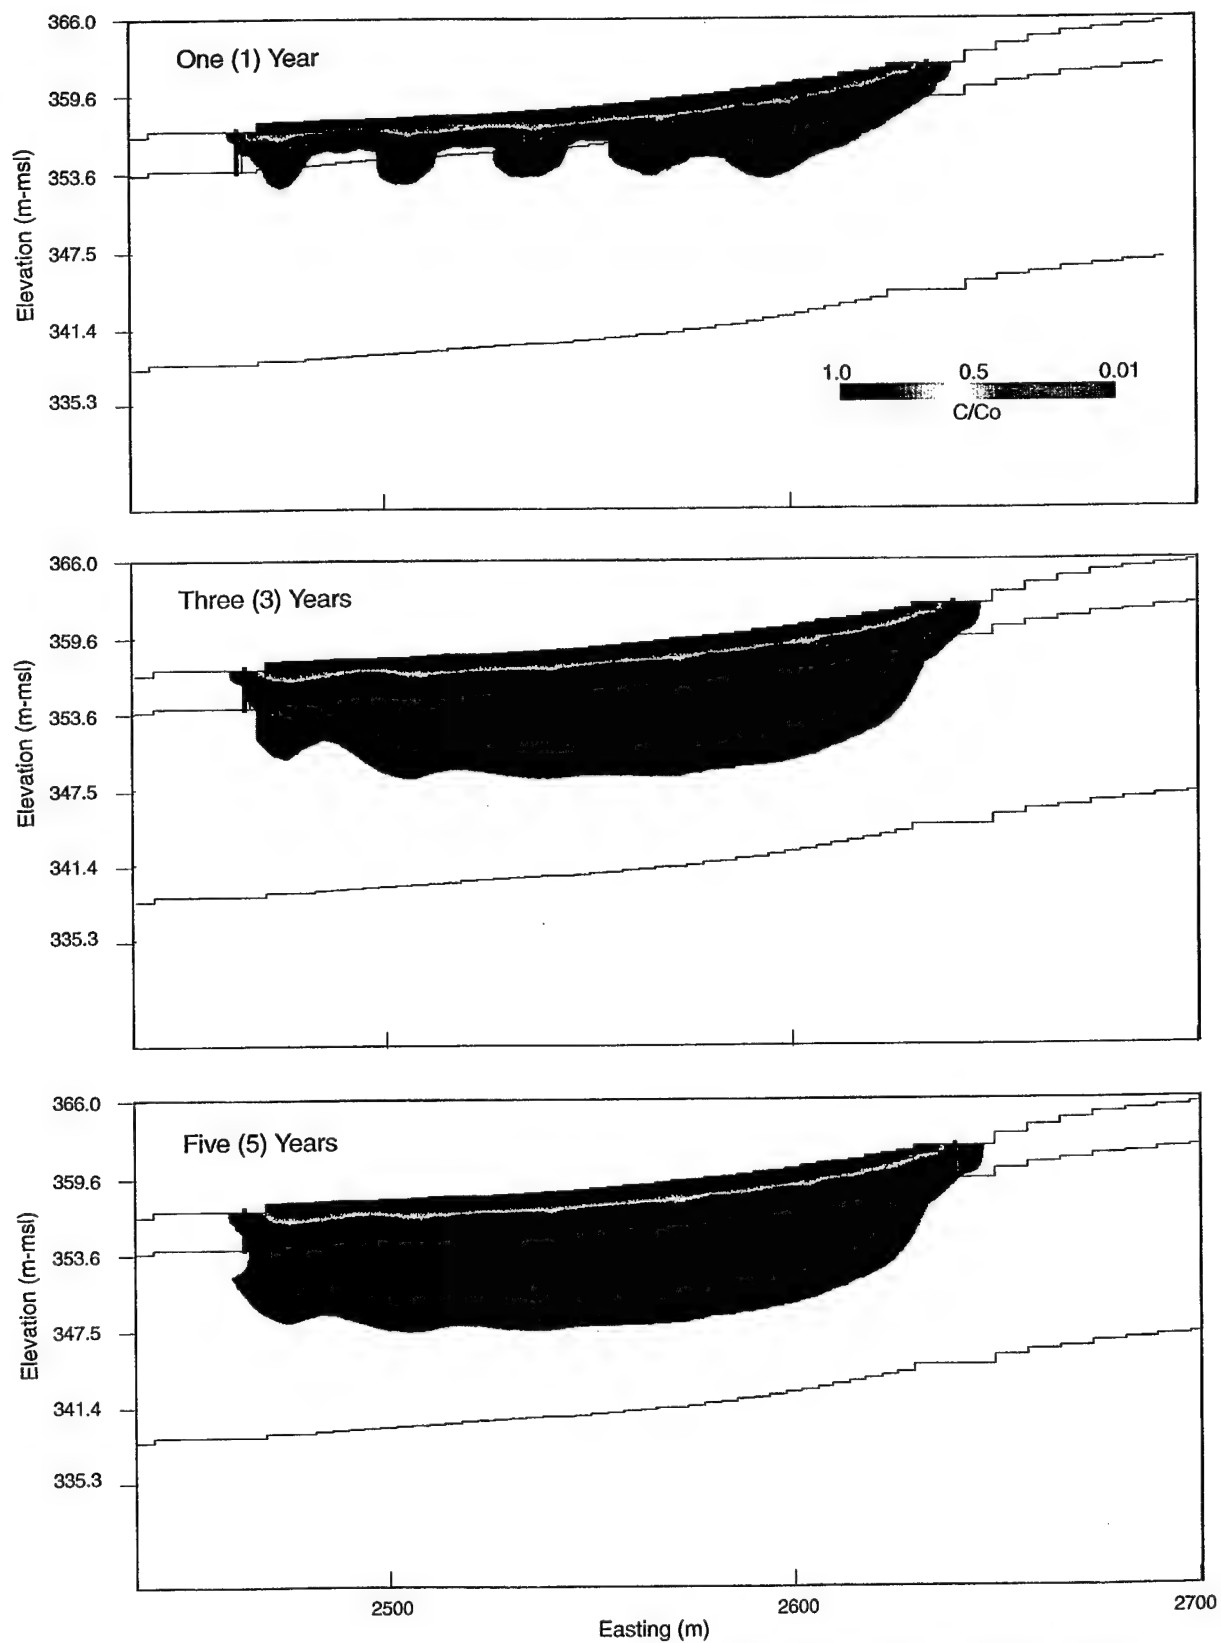 366.0
One (1) Year
359.6
353.6
347.5
341.4
335.3
Elevation (m-msl)
1.0 0.5 0.01
C/Co
366.0
Three (3) Years
359.6
353.6
347.5
341.4
335.3
Elevation (m-msl)
366.0
Five (5) Years
359.6
353.6
347.5
341.4
335.3
Elevation (m-msl)
2500 2600 2700
Easting (m)